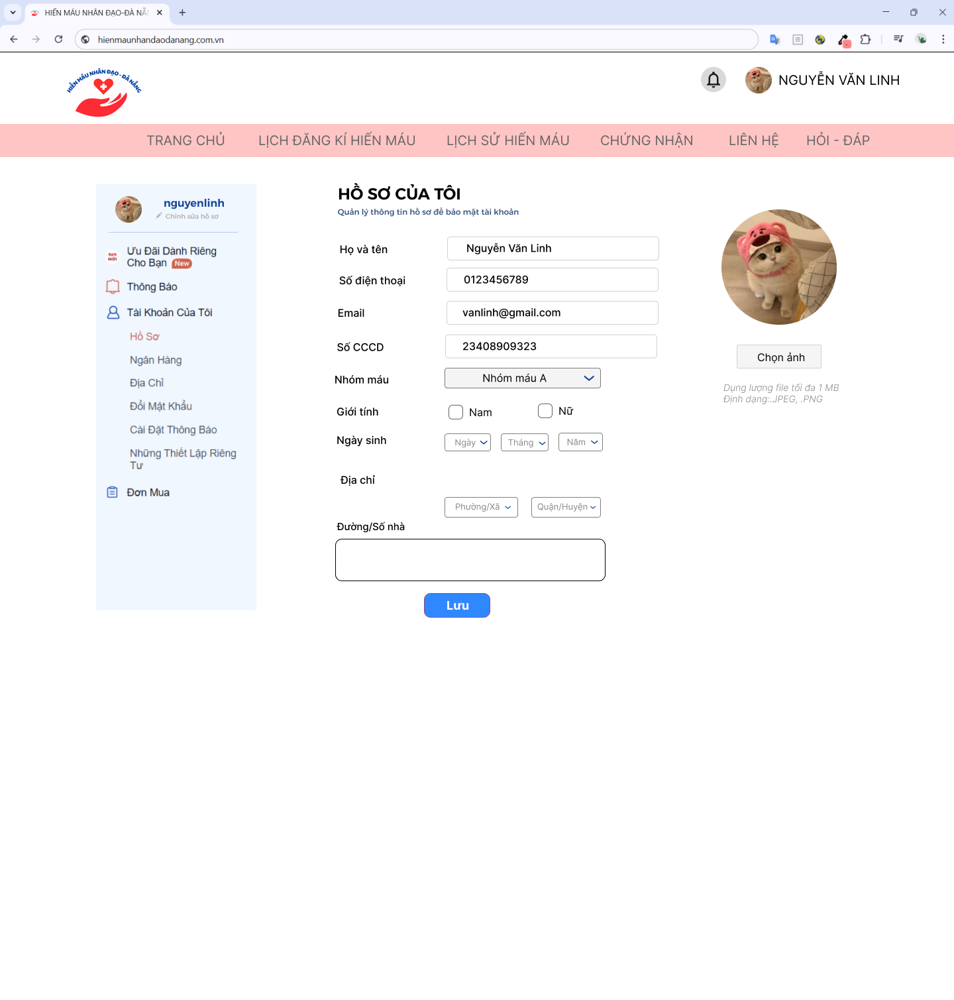 HIẾN MÁU NHÂN ĐẠO-ĐÀ NẴN
hienmaunhandaodanang.com.vn
HIẾN MÁU NHÂN ĐẠO - ĐÀ NẴNG
NGUYỄN VĂN LINH
TRANG CHỦ
LỊCH ĐĂNG KÍ HIẾN MÁU
LỊCH SỬ HIẾN MÁU
CHỨNG NHẬN
LIÊN HỆ
HỎI - ĐÁP
nguyenlinh
Chỉnh sửa hồ sơ
BẠN
MỚI
Ưu Đãi Dành Riêng
Cho Bạn New
Thông Báo
Tài Khoản Của Tôi
Hồ Sơ
Ngân Hàng
Địa Chỉ
Đổi Mật Khẩu
Cài Đặt Thông Báo
Những Thiết Lập Riêng
Tư
Đơn Mua
HỒ SƠ CỦA TÔI
Quản lý thông tin hồ sơ để bảo mật tài khoản
Họ và tên Nguyễn Văn Linh
Số điện thoại 0123456789
Email vanlinh@gmail.com
Số CCCD 23408909323
Nhóm máu Nhóm máu A
Giới tính Nam Nữ
Ngày sinh Ngày Tháng Năm
Địa chỉ
Phường/Xã Quận/Huyện
Đường/Số nhà
Lưu
Chọn ảnh
Dụng lượng file tối đa 1 MB
Định dạng:.JPEG, .PNG